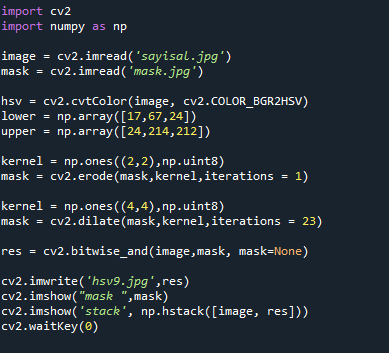 import cv2
import numpy as np
image = cv2.imread('sayisal.jpg')
mask = cv2.imread('mask.jpg')
hsv = cv2.cvtColor(image, cv2.COLOR_BGR2HSV)
lower = np.array([17,67,24])
upper = np.array([24,214,212])
kernel = np.ones((2,2),np.uint8)
mask = cv2.erode(mask,kernel,iterations = 1)
kernel = np.ones((4,4),np.uint8)
mask = cv2.dilate(mask,kernel,iterations = 23)
res = cv2.bitwise_and(image,mask, mask=None)
cv2.imwrite('hsv9.jpg',res)
cv2.imshow("mask ",mask)
cv2.imshow('stack', np.hstack([image, res]))
cv2.waitKey(0)